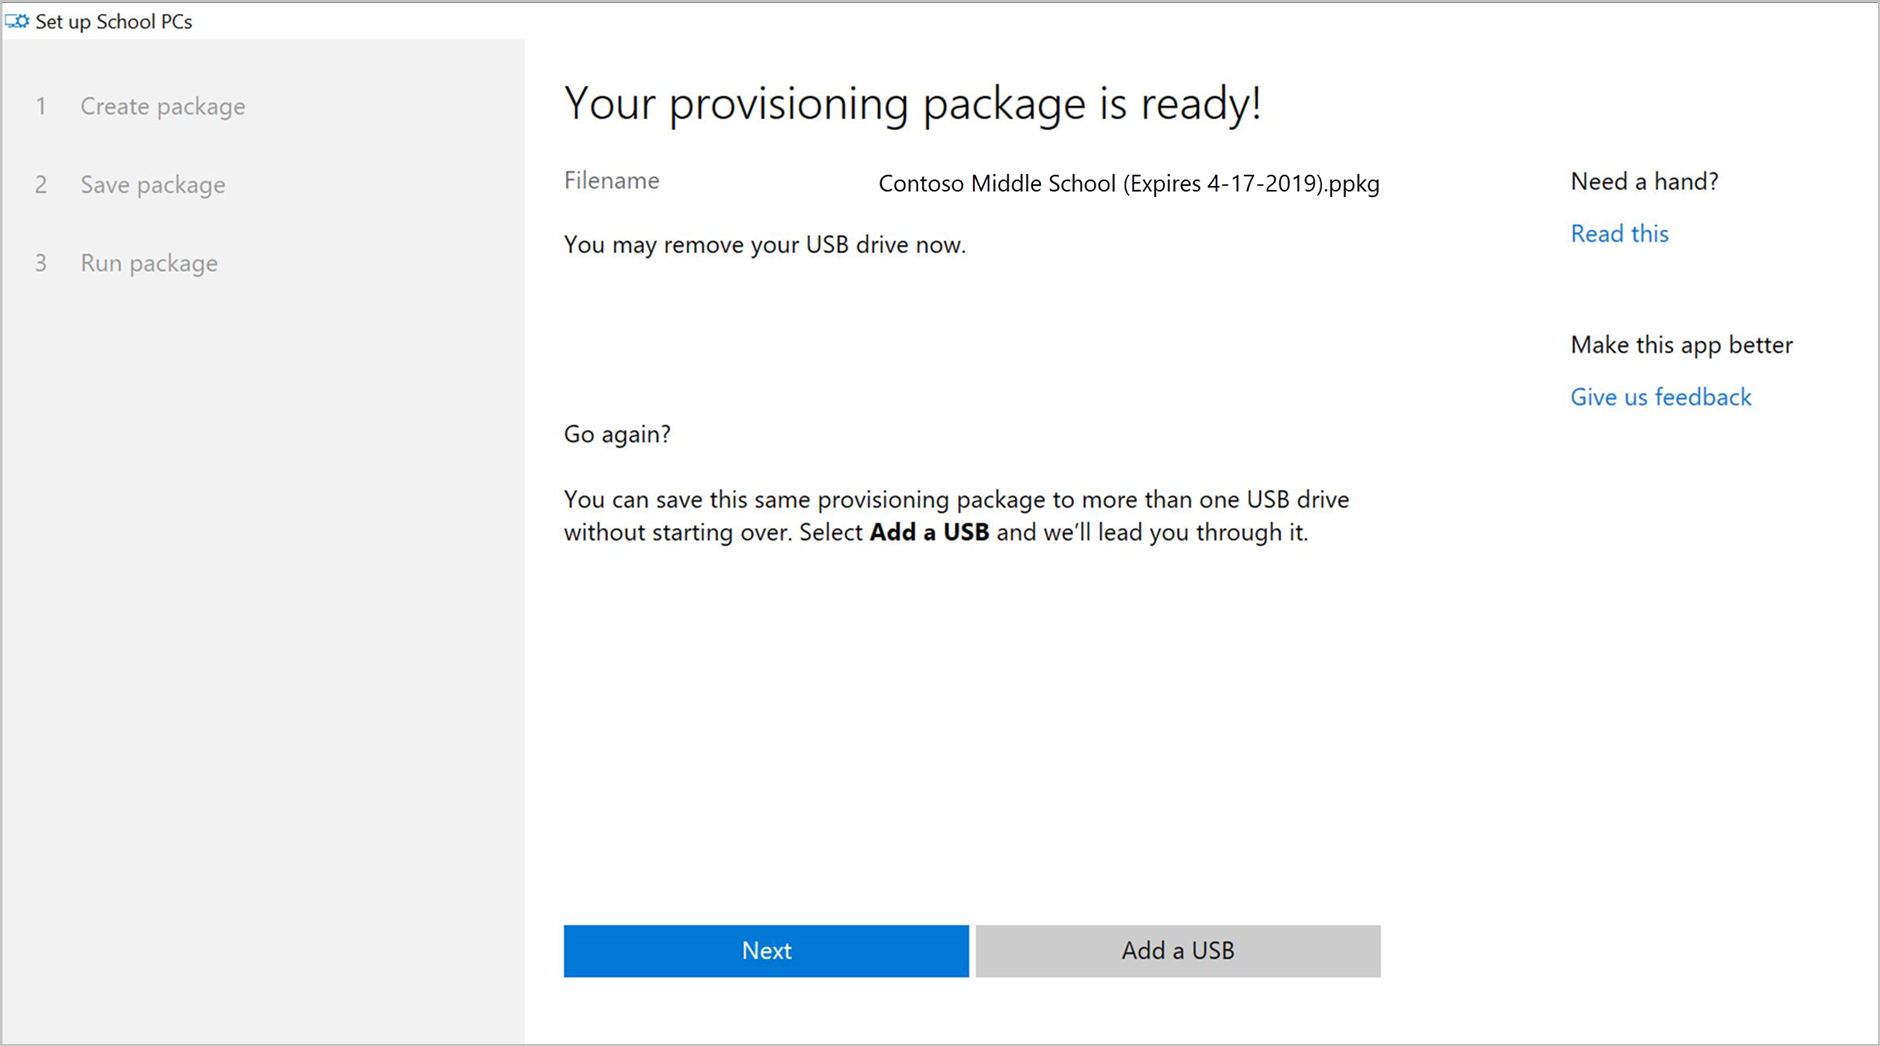 Set up School PCs
1 Create package
2 Save package
3 Run package
Your provisioning package is ready!
Filename Contoso Middle School (Expires 4-17-2019).ppkg
You may remove your USB drive now.
Go again?
You can save this same provisioning package to more than one USB drive
without starting over. Select Add a USB and we’ll lead you through it.
Next
Add a USB
Need a hand?
Read this
Make this app better
Give us feedback